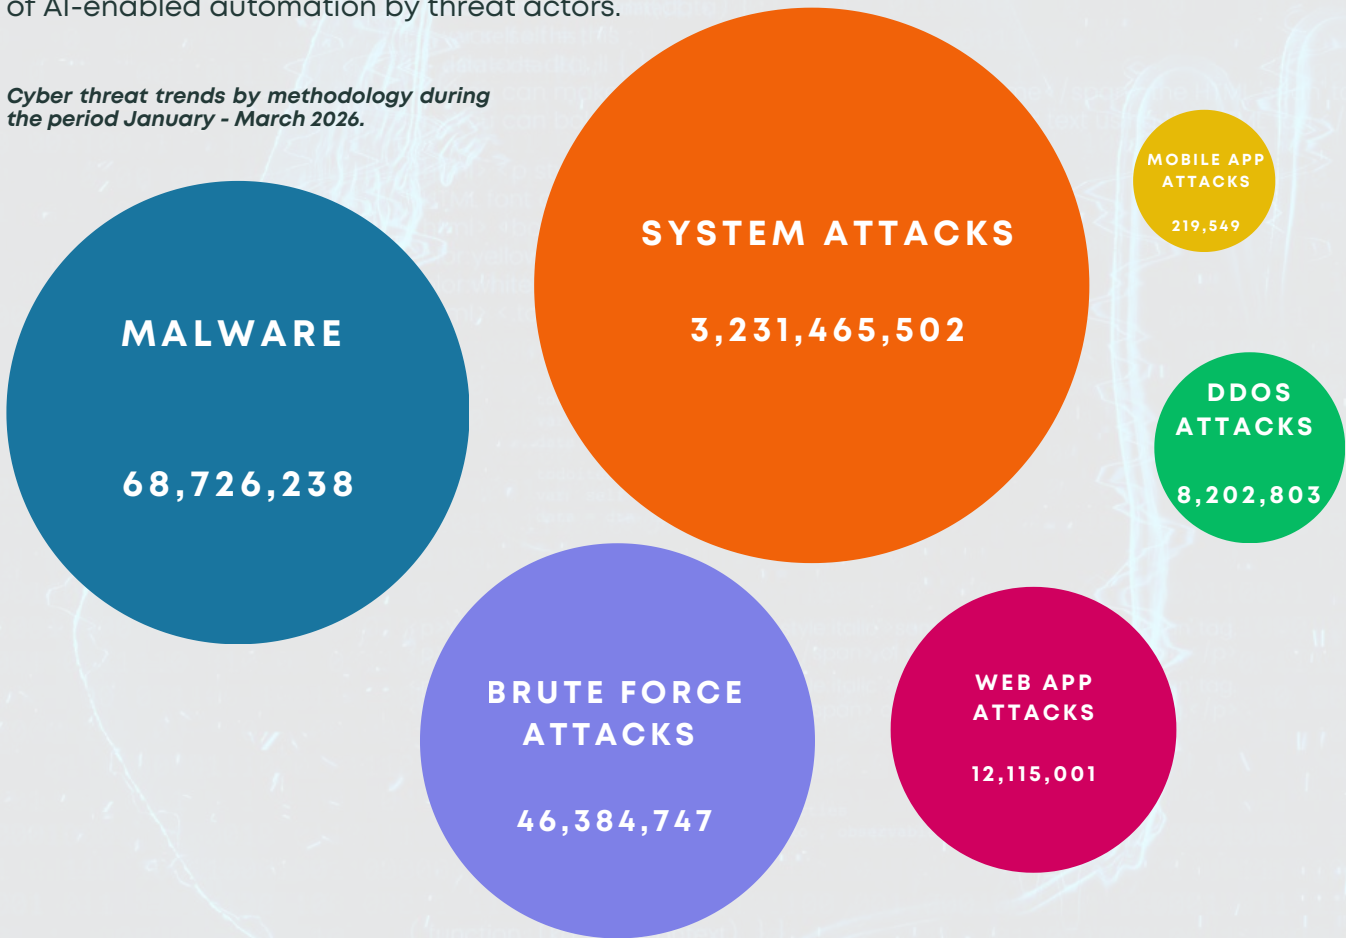 of AI-enabled automation by threat actors.
Cyber threat trends by methodology during
the period January - March 2026.
SYSTEM ATTACKS
3,231,465,502
MOBILE APP
ATTACKS
219,549
MALWARE
68,726,238
DDOS
ATTACKS
8,202,803
BRUTE FORCE
ATTACKS
46,384,747
WEB APP
ATTACKS
12,115,001